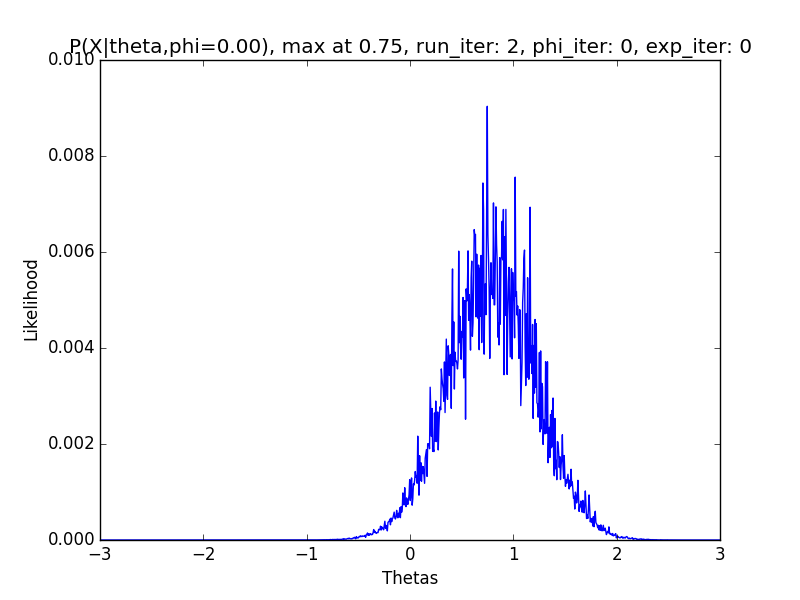 P(X|theta,phi=0.00), max at 0.75, run_iter: 2, phi_iter: 0, exp_iter: 0
0.010
0.008
0.006
0.004
0.002
0.000
Likelihood
−3 −2 −1 0 1 2 3
Thetas